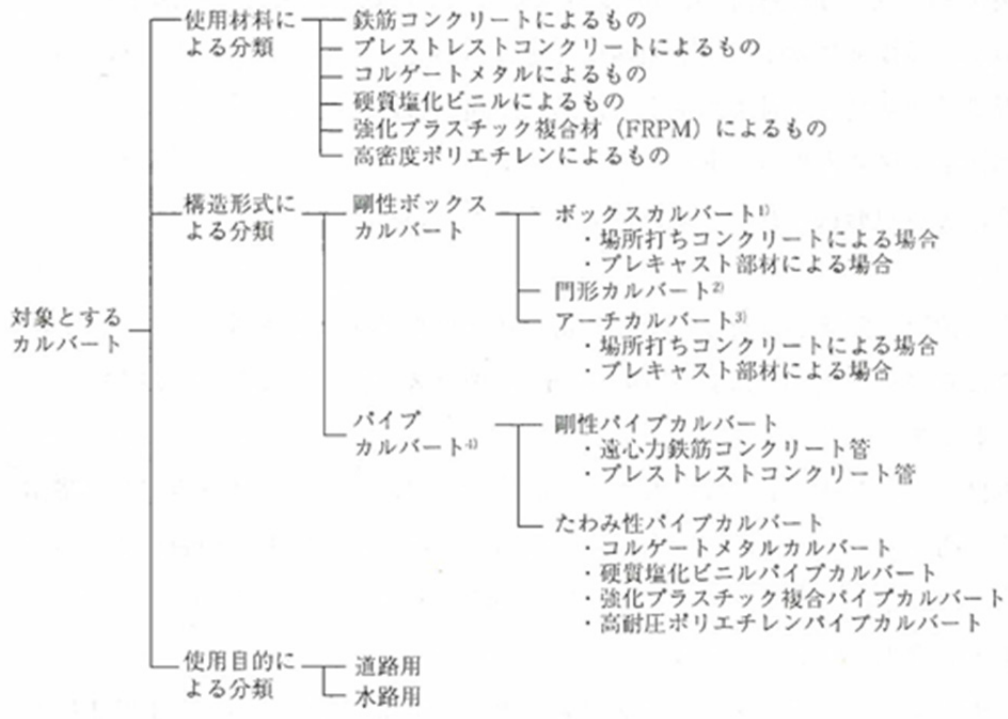 対象とする
カルバート
使用材料に
よる分類
鉄筋コンクリートによるもの
プレストレストコンクリートによるもの
コルゲートメタルによるもの
硬質塩化ビニルによるもの
強化プラスチック複合材（FRPM）によるもの
高密度ポリエチレンによるもの
構造形式に
よる分類
剛性ボックス
カルバート
ボックスカルバート1)
・場所打ちコンクリートによる場合
・プレキャスト部材による場合
門形カルバート2)
アーチカルバート3)
・場所打ちコンクリートによる場合
・プレキャスト部材による場合
パイプ
カルバート4)
剛性パイプカルバート
・遠心力鉄筋コンクリート管
・プレストレストコンクリート管
たわみ性パイプカルバート
・コルゲートメタルカルバート
・硬質塩化ビニルパイプカルバート
・強化プラスチック複合パイプカルバート
・高耐圧ポリエチレンパイプカルバート
使用目的に
よる分類
道路用
水路用